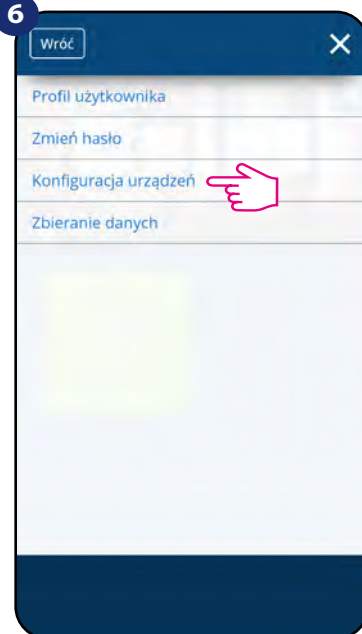 6
Wróć
Profil użytkownika
Zmień hasło
Konfiguracja urządzeń
Zbieranie danych